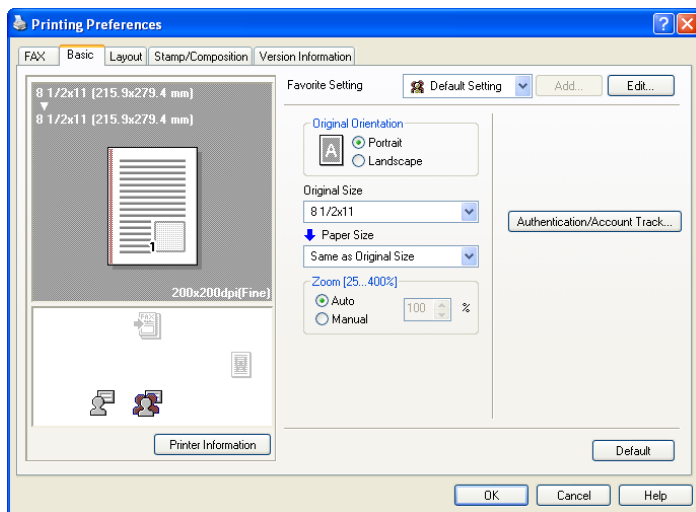 Printing Preferences
FAX Basic Layout Stamp/Composition Version Information
8 1/2x11 (215.9x279.4 mm)
8 1/2x11 (215.9x279.4 mm)
1
200x200dpi(Fine)
FAX
Printer Information
Favorite Setting Default Setting Add... Edit...
Original Orientation
A
Portrait
Landscape
Original Size
8 1/2x11
Paper Size
Same as Original Size
Zoom [25...400%]
Auto
Manual
100 %
Authentication/Account Track...
Default
OK Cancel Help